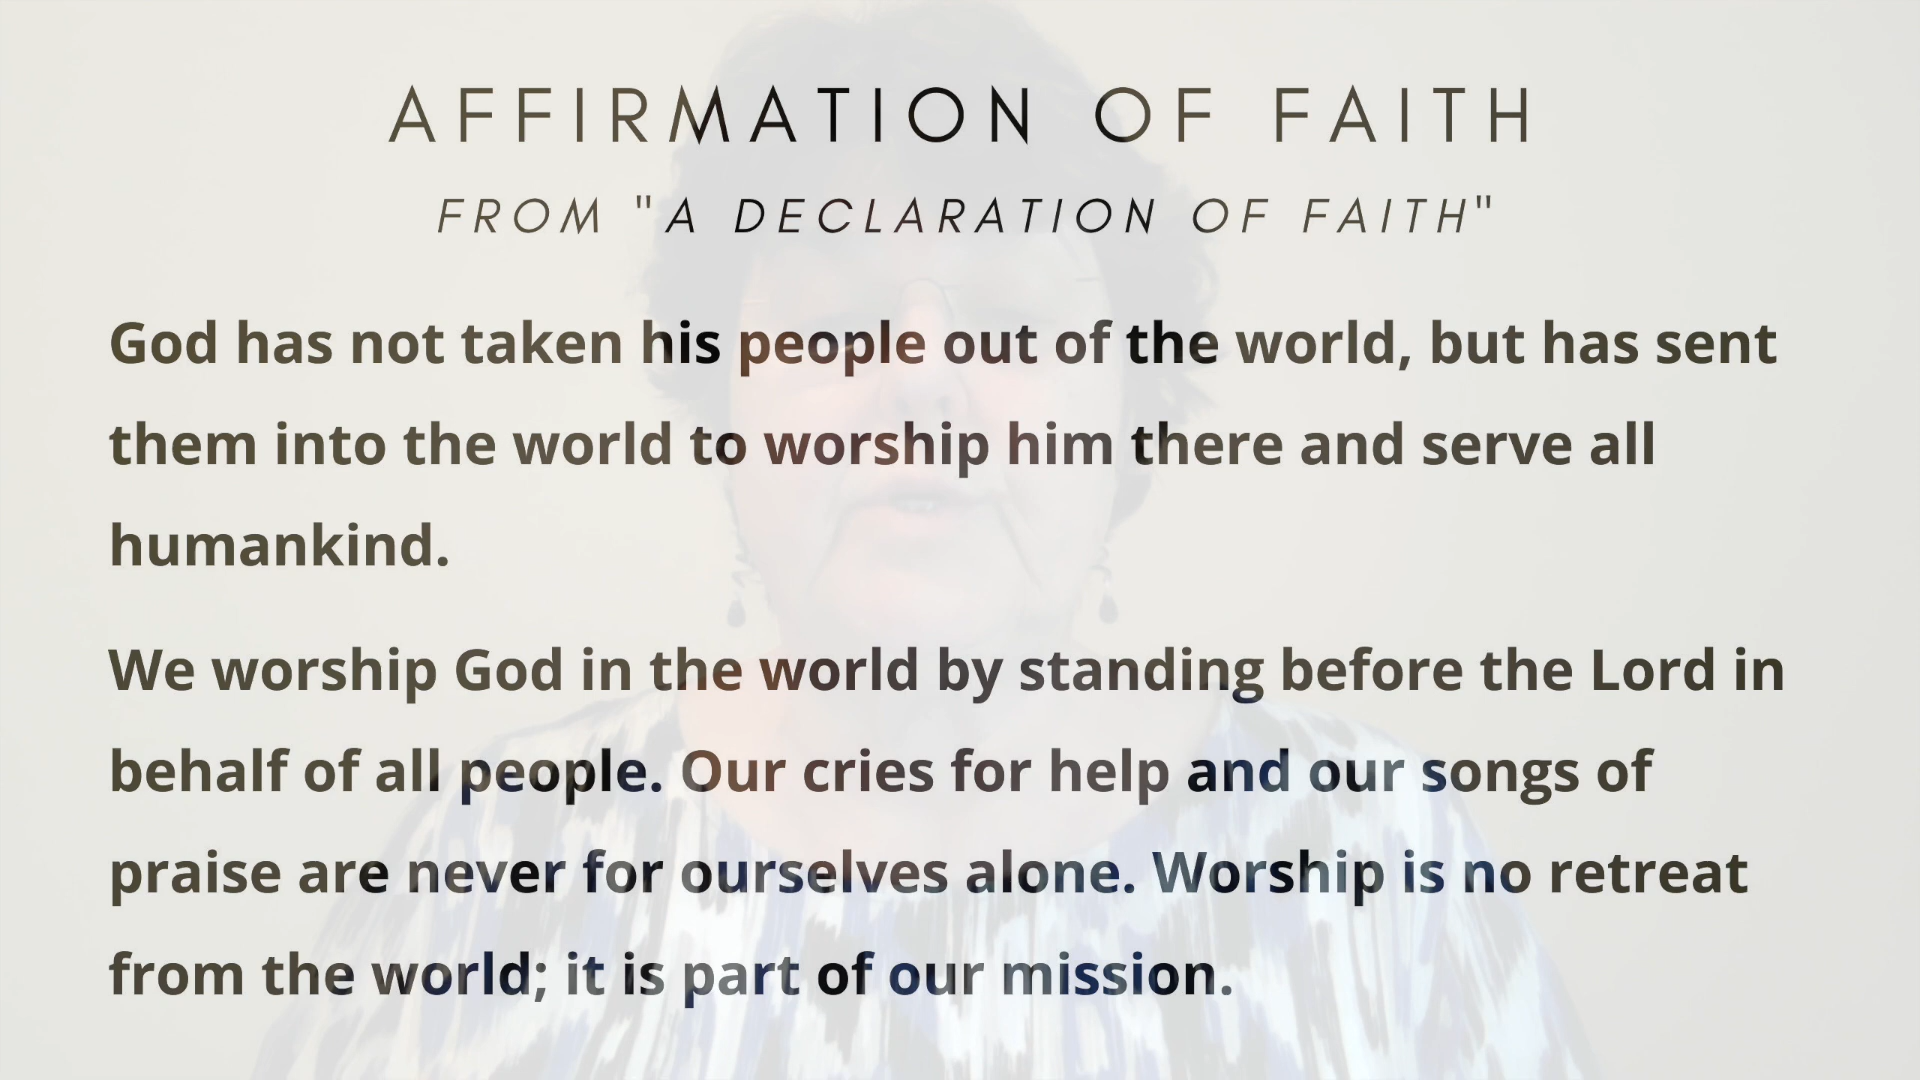 AFFIRMATION OF FAITH
FROM "A DECLARATION OF FAITH"
God has not taken his people out of the world, but has sent
them into the world to worship him there and serve all
humankind.
We worship God in the world by standing before the Lord in
behalf of all people. Our cries for help and our songs of
praise are never for ourselves alone. Worship is no retreat
from the world; it is part of our mission.